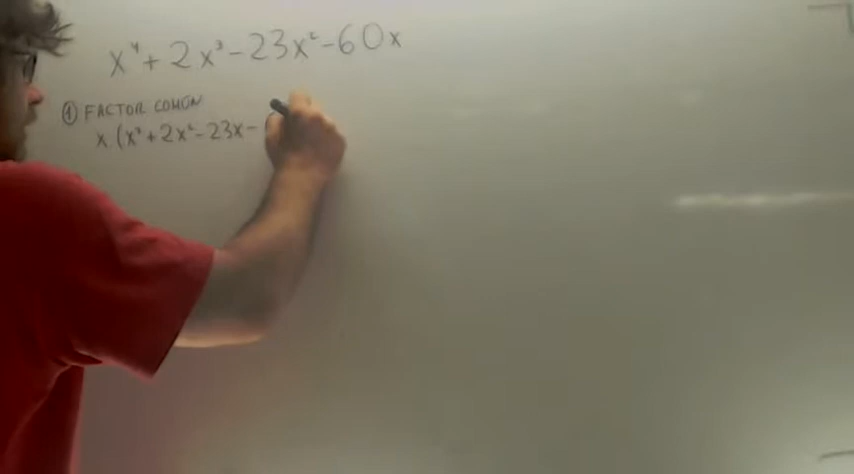 x⁴ + 2x³ - 23x² - 60x
① FACTOR COMÚN
x.(x³ + 2x² - 23x -